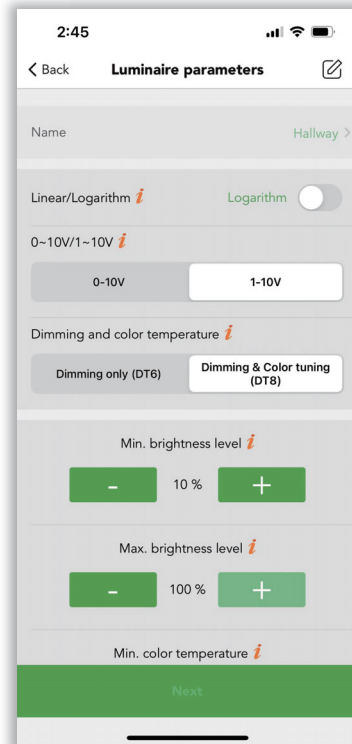 2:45
< Back Luminaire parameters
Name Hallway >
Linear/Logarithm i Logarithm
0~10V/1~10V i
0-10V 1-10V
Dimming and color temperature i
Dimming only (DT6) Dimming & Color tuning
(DT8)
Min. brightness level i
- 10 % +
Max. brightness level i
- 100 % +
Min. color temperature i
Next